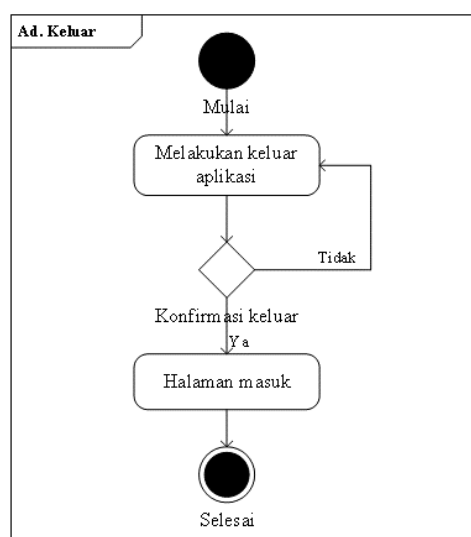 Ad. Keluar
Mulai
Melakukan keluar
aplikasi
Tidak
Konfirmasi keluar
Ya
Halaman masuk
Selesai